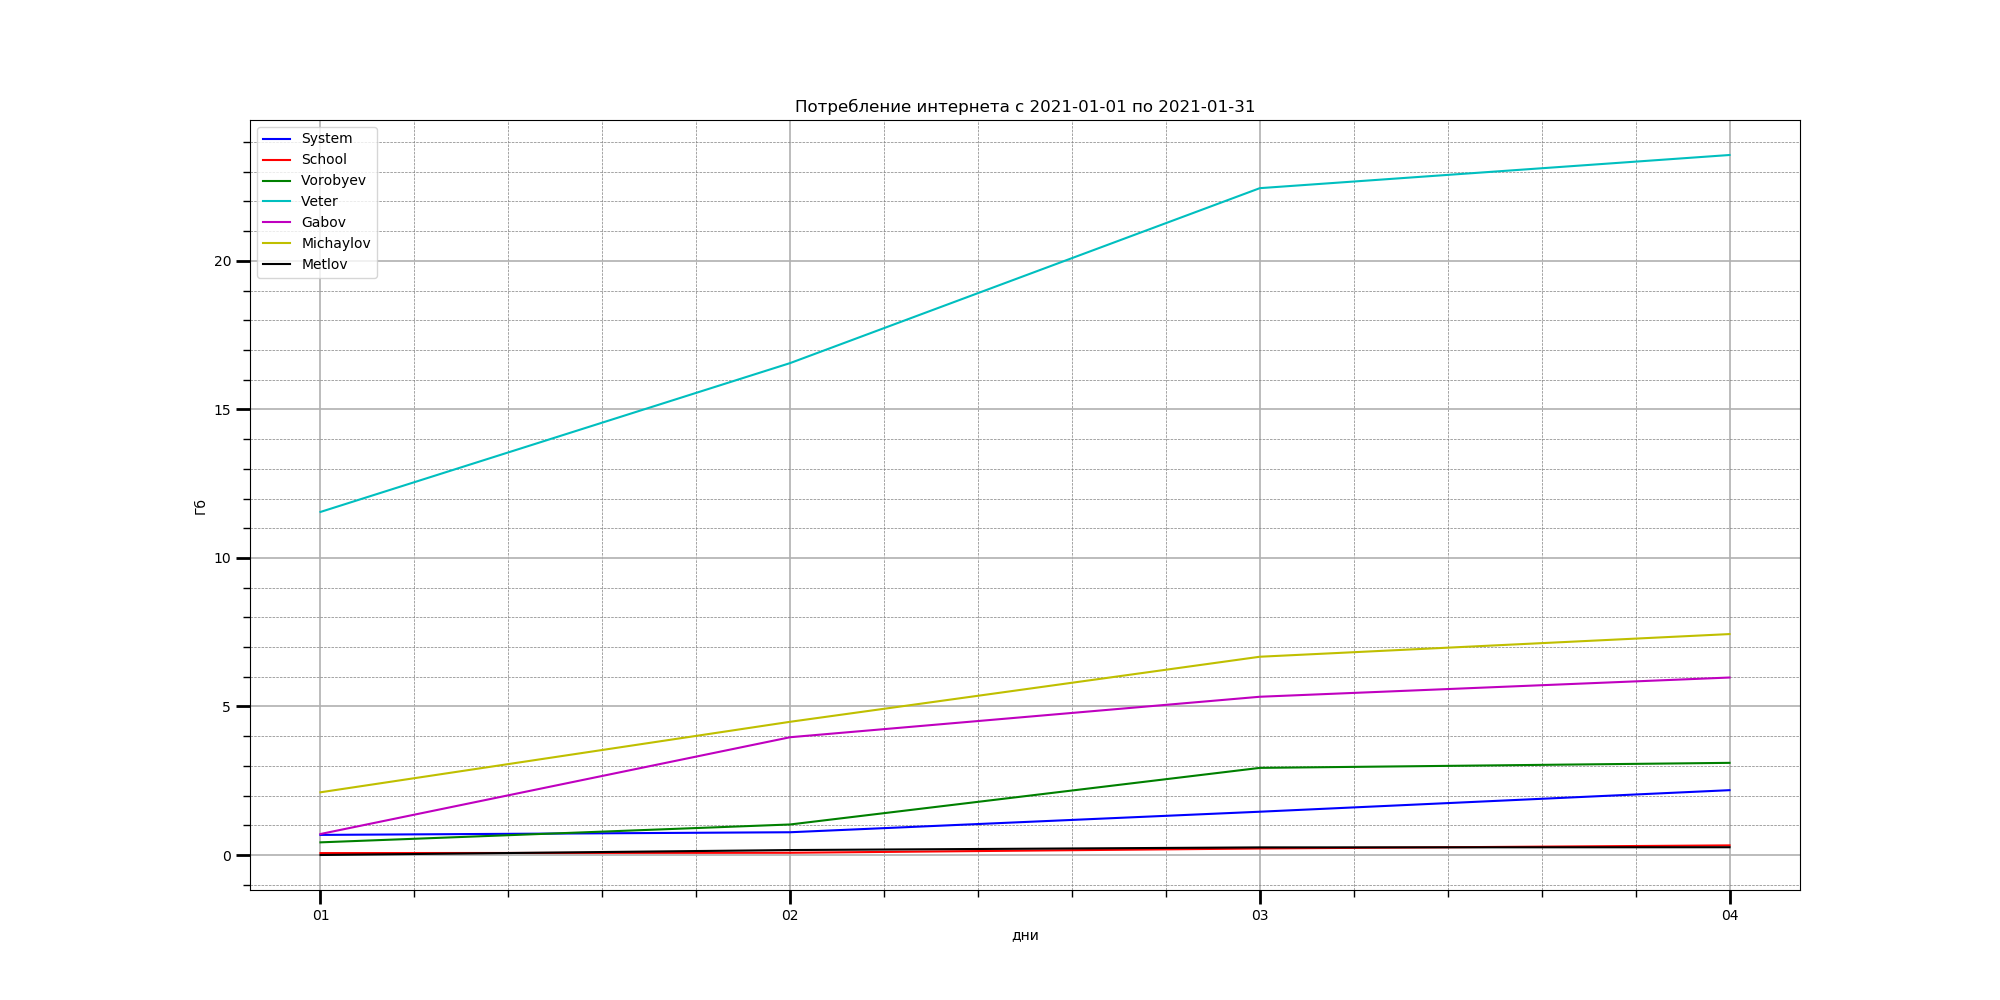 Потребление интернета с 2021-01-01 по 2021-01-31
System
School
Vorobyev
Veter
Gabov
Michaylov
Metlov
20
15
10
5
0
Гб
01 02 03 04
дни